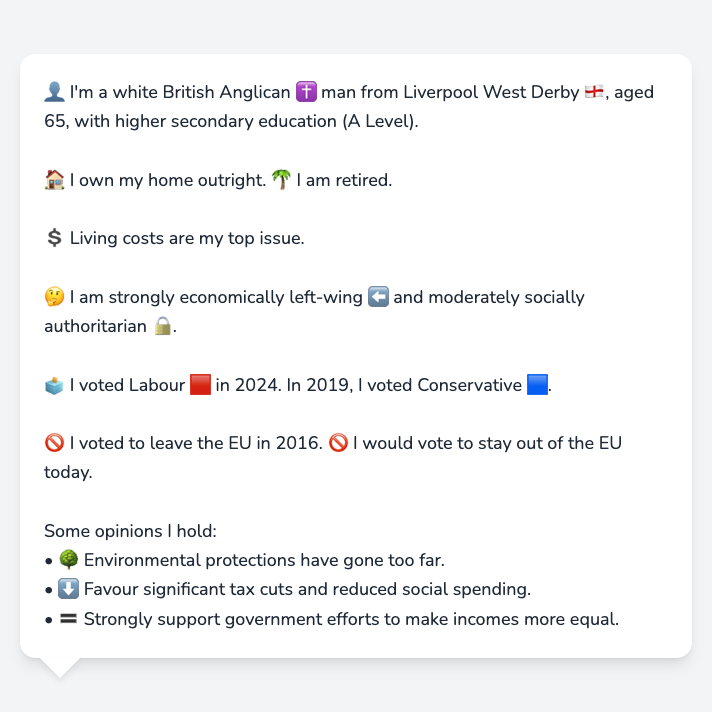 👤 I'm a white British Anglican ✝️ man from Liverpool West Derby 🏴󠁧󠁢󠁥󠁮󠁧󠁿, aged
65, with higher secondary education (A Level).
🏠 I own my home outright. 🌴 I am retired.
💲 Living costs are my top issue.
🤔 I am strongly economically left-wing ⬅️ and moderately socially
authoritarian 🔒.
🗳️ I voted Labour 🟥 in 2024. In 2019, I voted Conservative 🟦.
🚫 I voted to leave the EU in 2016. 🚫 I would vote to stay out of the EU
today.
Some opinions I hold:
• 🌳 Environmental protections have gone too far.
• ⬇️ Favour significant tax cuts and reduced social spending.
• 🟰 Strongly support government efforts to make incomes more equal.